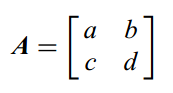 A = [ a b
c d ]